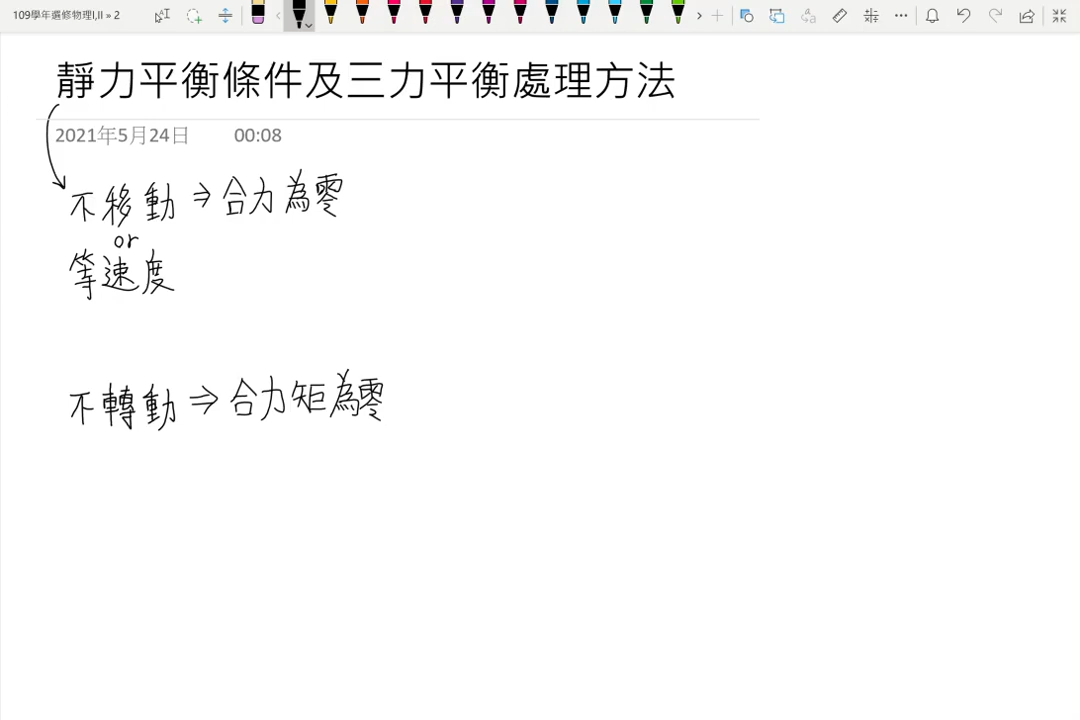 109學年選修物理I,II » 2
靜力平衡條件及三力平衡處理方法
2021年5月24日 00:08
不移動 ⇒ 合力為零
or
等速度
不轉動 ⇒ 合力矩為零